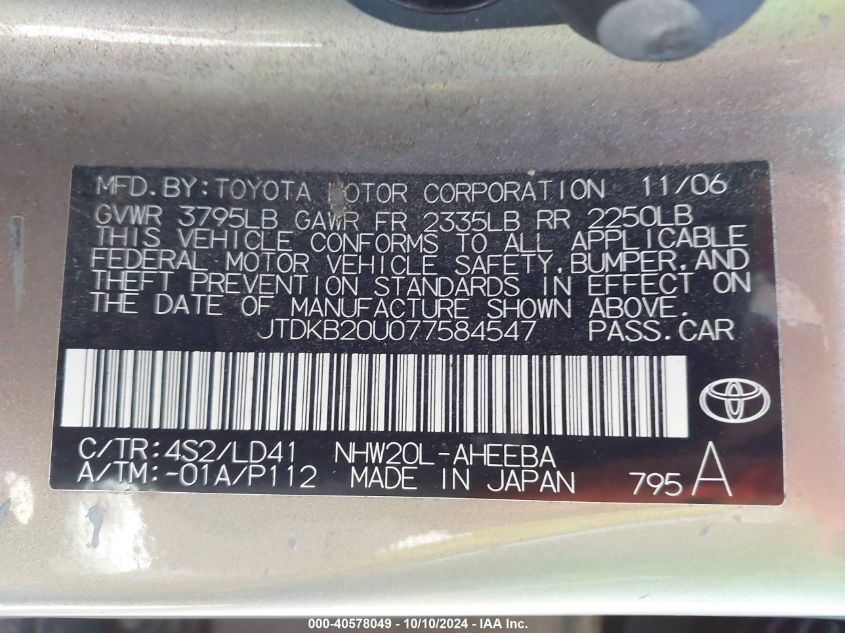 MFD. BY: TOYOTA MOTOR CORPORATION 11/06
GVWR 3795LB GAWR FR 2335LB RR 2250LB
THIS VEHICLE CONFORMS TO ALL APPLICABLE
FEDERAL MOTOR VEHICLE SAFETY, BUMPER, AND
THEFT PREVENTION STANDARDS IN EFFECT ON
THE DATE OF MANUFACTURE SHOWN ABOVE.
JTDKB20U077584547 PASS. CAR
C/TR: 4S2/LD41 NHW20L-AHEEBA
A/TM: -01A/P112 MADE IN JAPAN 795 A
000-40578049 - 10/10/2024 - IAA Inc.